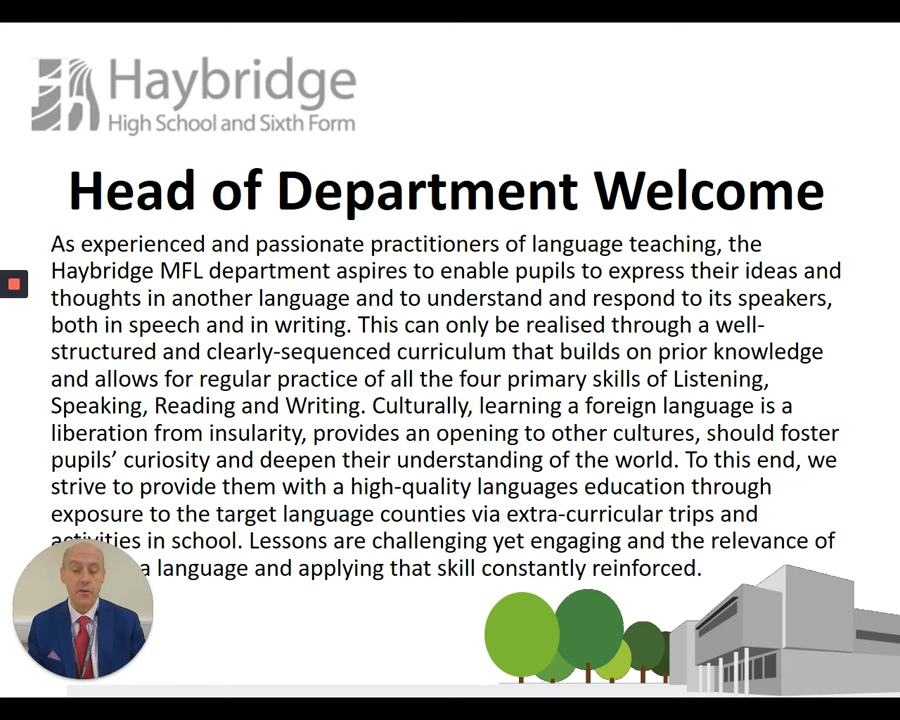 Haybridge
High School and Sixth Form
Head of Department Welcome
As experienced and passionate practitioners of language teaching, the
Haybridge MFL department aspires to enable pupils to express their ideas and
thoughts in another language and to understand and respond to its speakers,
both in speech and in writing. This can only be realised through a well-
structured and clearly-sequenced curriculum that builds on prior knowledge
and allows for regular practice of all the four primary skills of Listening,
Speaking, Reading and Writing. Culturally, learning a foreign language is a
liberation from insularity, provides an opening to other cultures, should foster
pupils’ curiosity and deepen their understanding of the world. To this end, we
strive to provide them with a high-quality languages education through
exposure to the target language counties via extra-curricular trips and
activities in school. Lessons are challenging yet engaging and the relevance of
a language and applying that skill constantly reinforced.